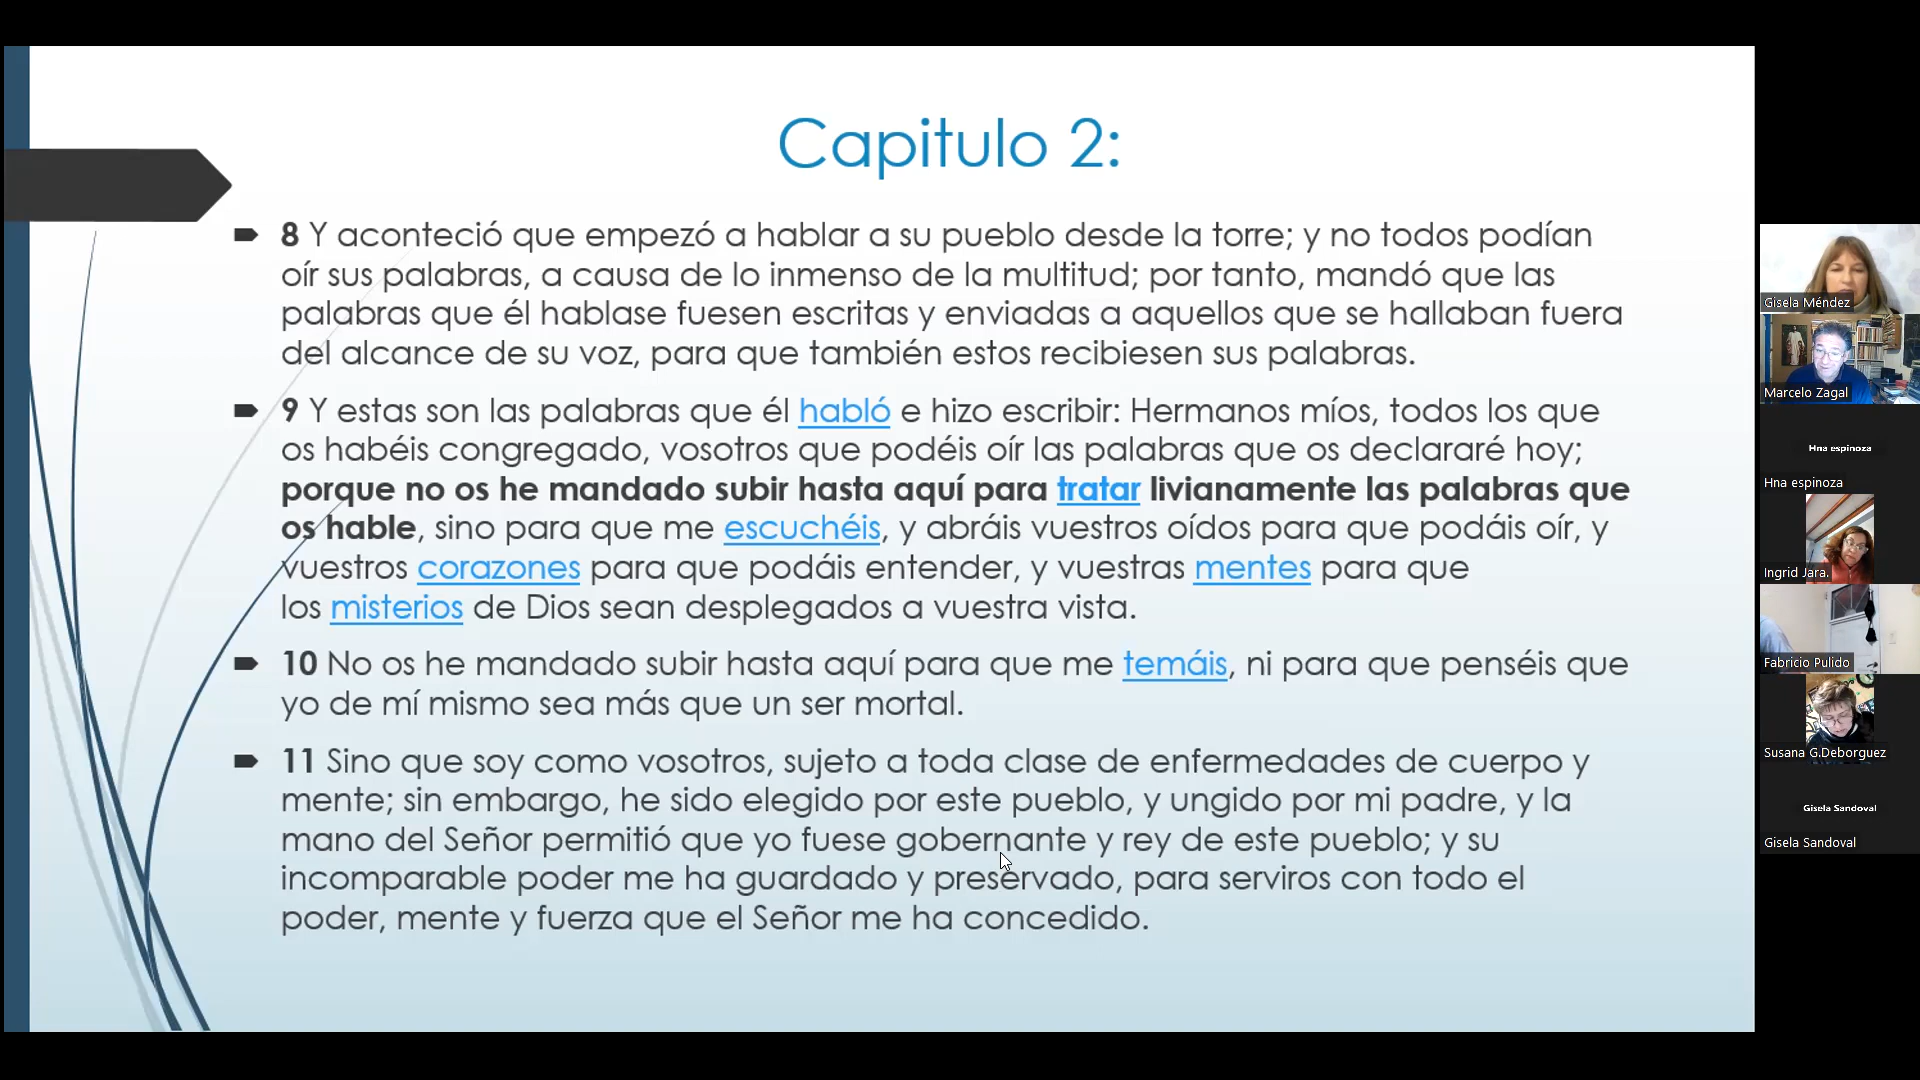 Capitulo 2:
8 Y aconteció que empezó a hablar a su pueblo desde la torre; y no todos podían
oír sus palabras, a causa de lo inmenso de la multitud; por tanto, mandó que las
palabras que él hablase fuesen escritas y enviadas a aquellos que se hallaban fuera
del alcance de su voz, para que también estos recibiesen sus palabras.
9 Y estas son las palabras que él habló e hizo escribir: Hermanos míos, todos los que
os habéis congregado, vosotros que podéis oír las palabras que os declararé hoy;
porque no os he mandado subir hasta aquí para tratar livianamente las palabras que
os hable, sino para que me escuchéis, y abráis vuestros oídos para que podáis oír, y
vuestros corazones para que podáis entender, y vuestras mentes para que
los misterios de Dios sean desplegados a vuestra vista.
10 No os he mandado subir hasta aquí para que me temáis, ni para que penséis que
yo de mí mismo sea más que un ser mortal.
11 Sino que soy como vosotros, sujeto a toda clase de enfermedades de cuerpo y
mente; sin embargo, he sido elegido por este pueblo, y ungido por mi padre, y la
mano del Señor permitió que yo fuese gobernante y rey de este pueblo; y su
incomparable poder me ha guardado y preservado, para serviros con todo el
poder, mente y fuerza que el Señor me ha concedido.
Gisela Méndez
Marcelo Zagal
Hna espinoza
Hna espinoza
Ingrid Jara.
Fabricio Pulido
Susana G.Deborguez
Gisela Sandoval
Gisela Sandoval